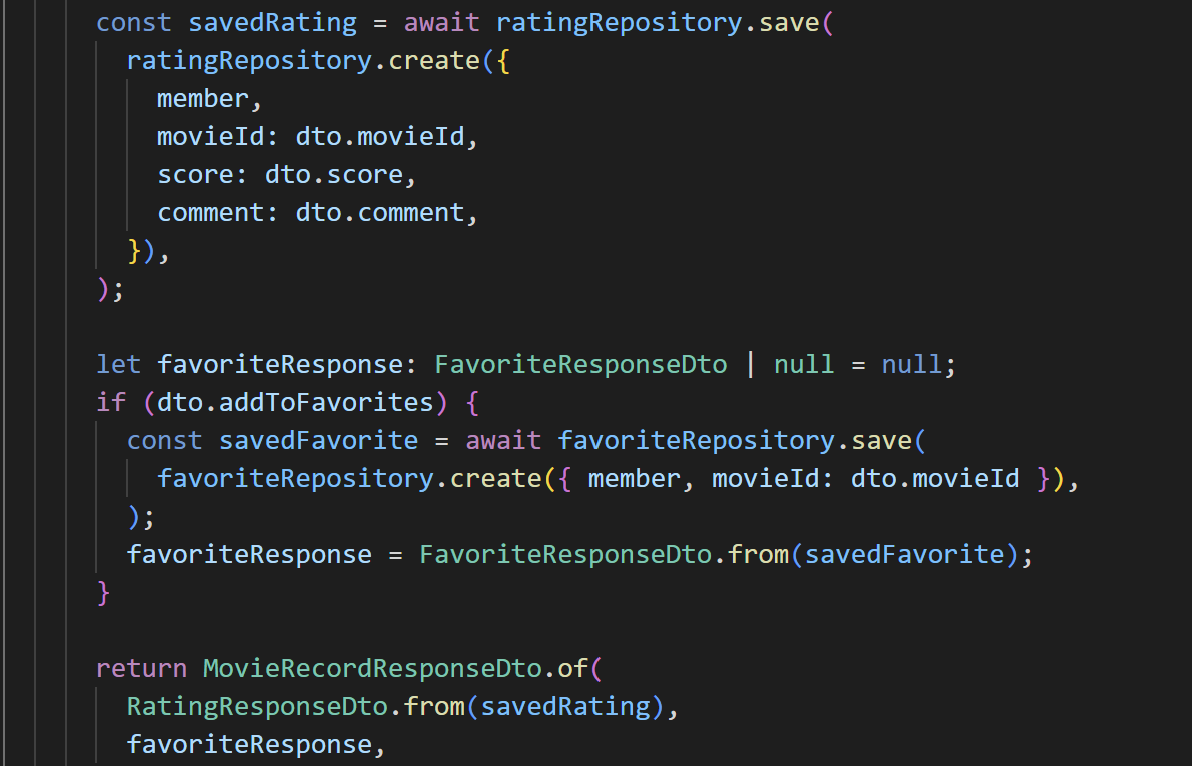 const savedRating = await ratingRepository.save(
ratingRepository.create({
member,
movieId: dto.movieId,
score: dto.score,
comment: dto.comment,
}),
);
let favoriteResponse: FavoriteResponseDto | null = null;
if (dto.addToFavorites) {
const savedFavorite = await favoriteRepository.save(
favoriteRepository.create({ member, movieId: dto.movieId }),
);
favoriteResponse = FavoriteResponseDto.from(savedFavorite);
}
return MovieRecordResponseDto.of(
RatingResponseDto.from(savedRating),
favoriteResponse,